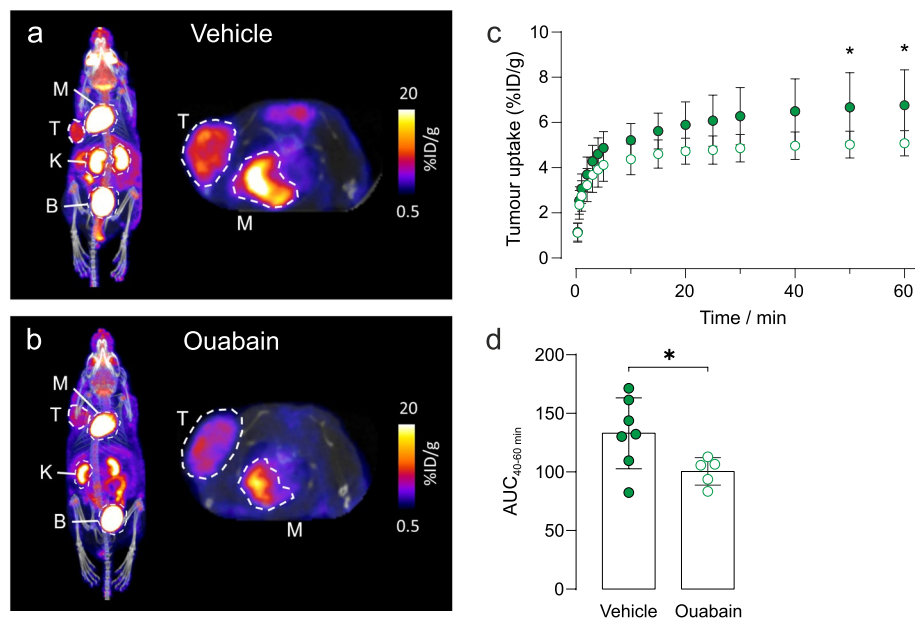 a
Vehicle
M
T
K
B
T
M
20
%ID/g
0.5
b
Ouabain
M
T
K
B
T
M
20
%ID/g
0.5
c
10
8
6
4
2
0
Tumour uptake (%ID/g)
* *
0 20 40 60
Time / min
d
200
150
100
50
0
AUC40-60 min
*
Vehicle Ouabain